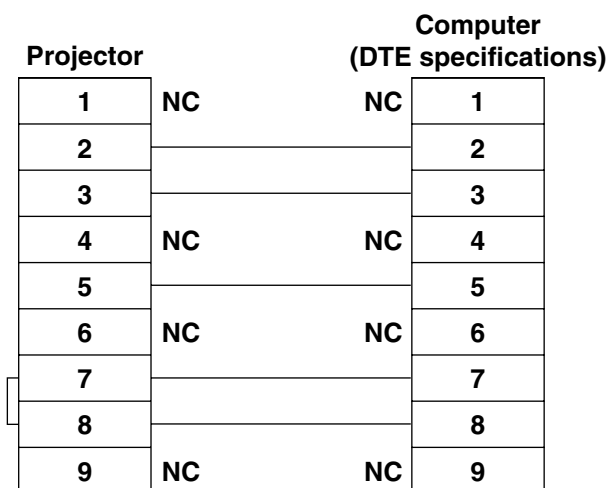 Computer
Projector (DTE specifications)
1 NC NC 1
2 2
3 3
4 NC NC 4
5 5
6 NC NC 6
7 7
8 8
9 NC NC 9